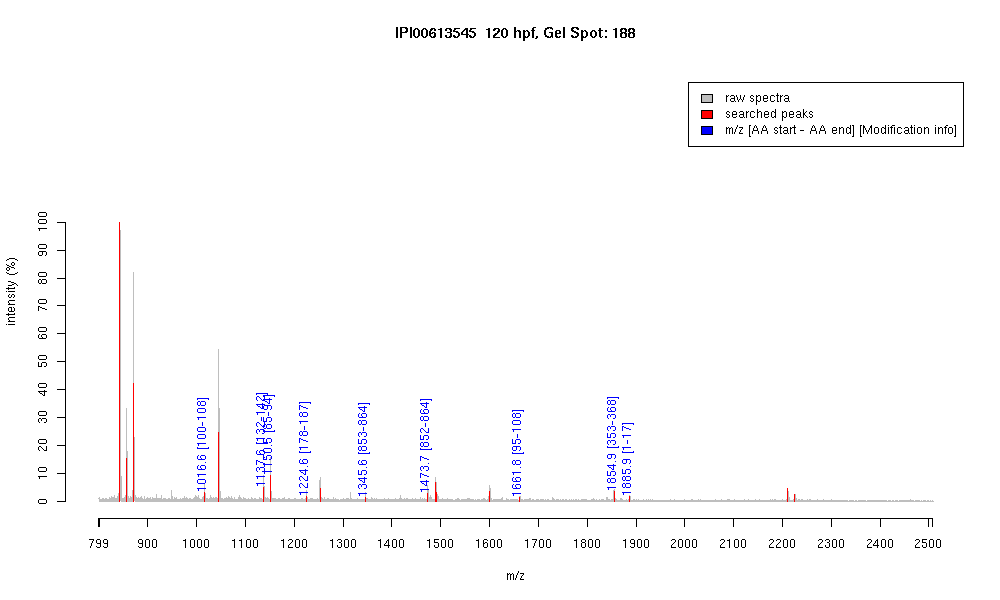 IPI00613545 120 hpf, Gel Spot: 188
raw spectra
searched peaks
m/z [AA start - AA end] [Modification info]
intensity (%)
100
90
80
70
60
50
40
30
20
10
0
1016.6 [100-108]
1137.6 [132-142]
1150.5 [85-94]
1224.6 [178-187]
1345.6 [853-864]
1473.7 [852-864]
1661.8 [95-108]
1854.9 [353-368]
1885.9 [1-17]
799 900 1000 1100 1200 1300 1400 1500 1600 1700 1800 1900 2000 2100 2200 2300 2400 2500
m/z